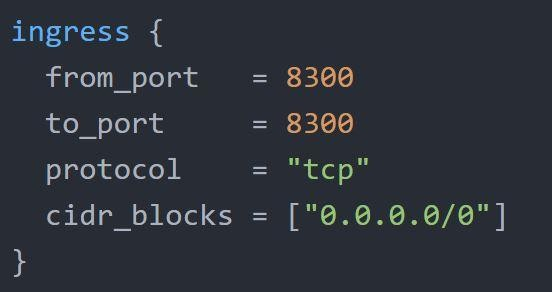 ingress {
  from_port   = 8300
  to_port     = 8300
  protocol    = "tcp"
  cidr_blocks = ["0.0.0.0/0"]
}